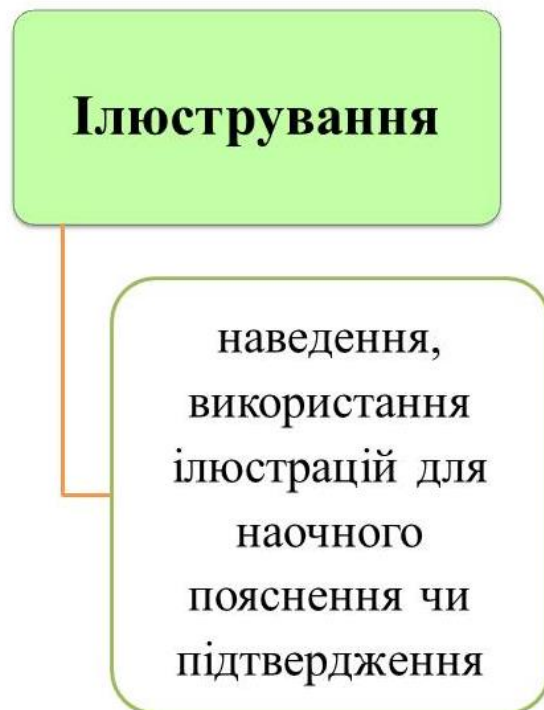 Ілюстрування
наведення,
використання
ілюстрацій для
наочного
пояснення чи
підтвердження